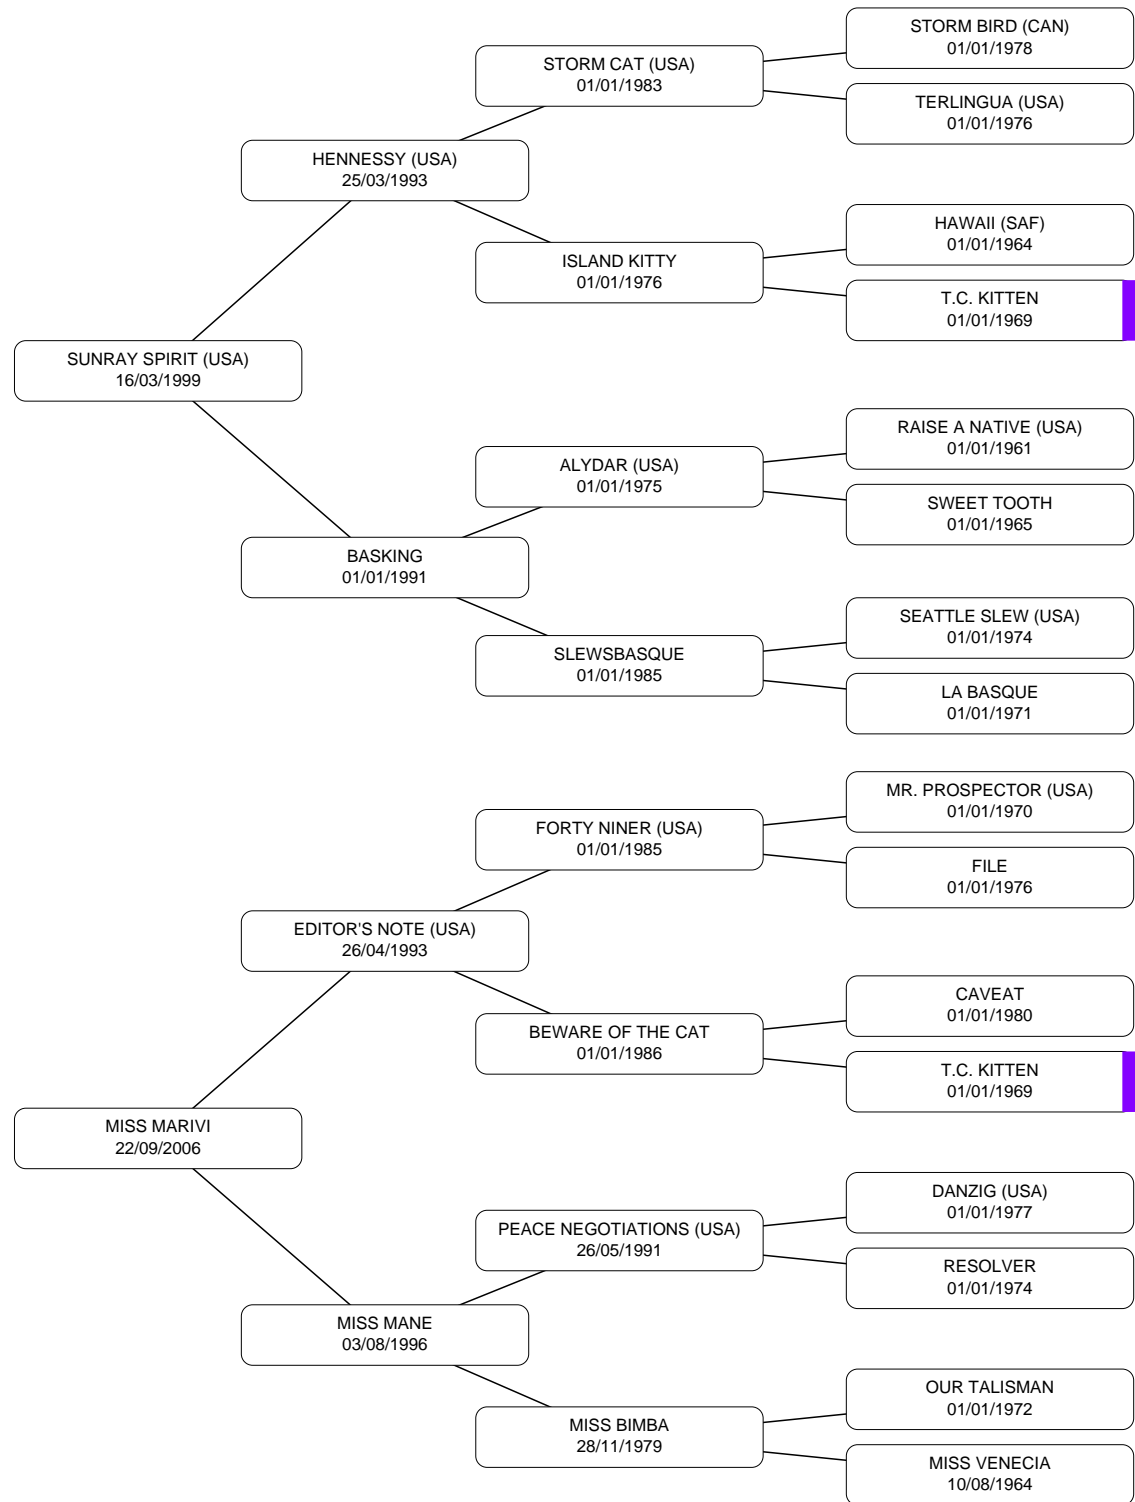 STORM BIRD (CAN)
01/01/1978
STORM CAT (USA)
01/01/1983
TERLINGUA (USA)
01/01/1976
HENNESSY (USA)
25/03/1993
HAWAII (SAF)
01/01/1964
ISLAND KITTY
01/01/1976
T.C. KITTEN
01/01/1969
SUNRAY SPIRIT (USA)
16/03/1999
RAISE A NATIVE (USA)
01/01/1961
ALYDAR (USA)
01/01/1975
SWEET TOOTH
01/01/1965
BASKING
01/01/1991
SEATTLE SLEW (USA)
01/01/1974
SLEWSBASQUE
01/01/1985
LA BASQUE
01/01/1971
MR. PROSPECTOR (USA)
01/01/1970
FORTY NINER (USA)
01/01/1985
FILE
01/01/1976
EDITOR'S NOTE (USA)
26/04/1993
CAVEAT
01/01/1980
BEWARE OF THE CAT
01/01/1986
T.C. KITTEN
01/01/1969
MISS MARIVI
22/09/2006
DANZIG (USA)
01/01/1977
PEACE NEGOTIATIONS (USA)
26/05/1991
RESOLVER
01/01/1974
MISS MANE
03/08/1996
OUR TALISMAN
01/01/1972
MISS BIMBA
28/11/1979
MISS VENECIA
10/08/1964